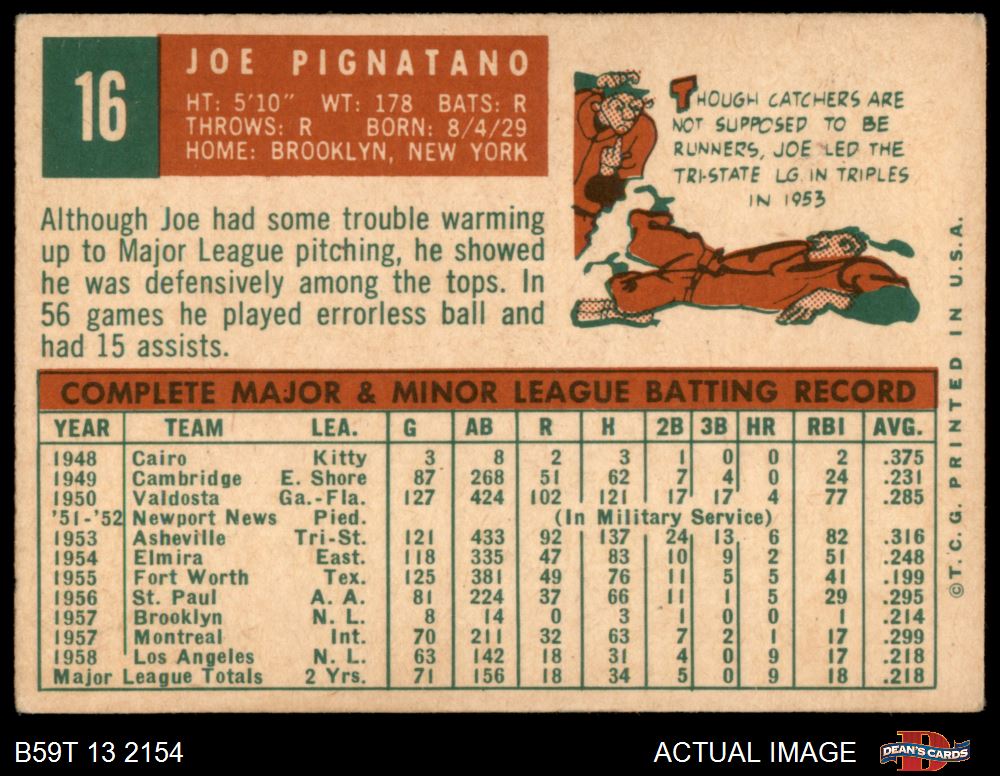 16
JOE PIGNATANO
HT: 5'10" WT: 178 BATS: R
THROWS: R BORN: 8/4/29
HOME: BROOKLYN, NEW YORK
THOUGH CATCHERS ARE
NOT SUPPOSED TO BE
RUNNERS, JOE LED THE
TRI-STATE LG. IN TRIPLES
IN 1953
Although Joe had some trouble warming
up to Major League pitching, he showed
he was defensively among the tops. In
56 games he played errorless ball and
had 15 assists.
COMPLETE MAJOR & MINOR LEAGUE BATTING RECORD
YEAR TEAM LEA. G AB R H 2B 3B HR RBI AVG.
1948 Cairo Kitty 3 8 2 3 1 0 0 2 .375
1949 Cambridge E. Shore 87 268 51 62 7 4 0 24 .231
1950 Valdosta Ga.-Fla. 127 424 102 121 17 17 4 77 .285
'51-'52 Newport News Pied. (In Military Service)
1953 Asheville Tri-St. 121 433 92 137 24 13 6 82 .316
1954 Elmira East. 118 335 47 83 10 9 2 51 .248
1955 Fort Worth Tex. 125 381 49 76 11 5 5 41 .199
1956 St. Paul A. A. 81 224 37 66 11 1 5 29 .295
1957 Brooklyn N. L. 8 14 0 3 1 0 0 1 .214
1957 Montreal Int. 70 211 32 63 7 2 1 17 .299
1958 Los Angeles N. L. 63 142 18 31 4 0 9 17 .218
Major League Totals 2 Yrs. 71 156 18 34 5 0 9 18 .218
©T.C.G. PRINTED IN U.S.A.
B59T 13 2154
ACTUAL IMAGE
D
DEAN'S CARDS